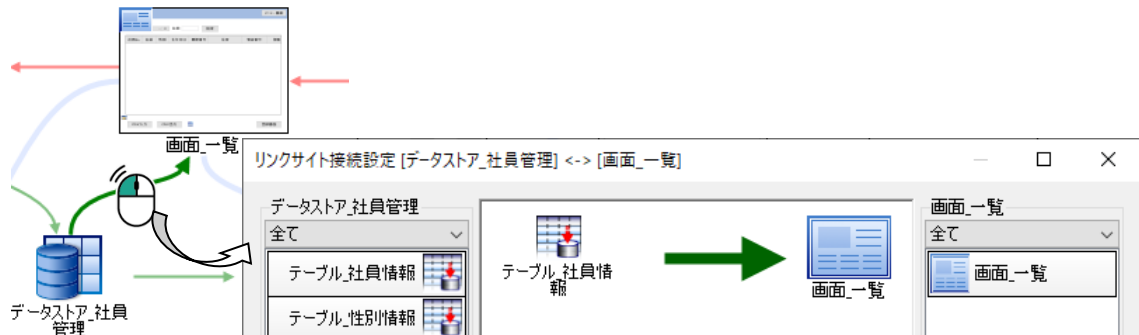 画面_一覧
リンクサイト接続設定 [データストア_社員管理] <-> [画面_一覧]
データストア_社員管理
全て
テーブル_社員情報
テーブル_性別情報
テーブル_社員情
報
画面_一覧
画面_一覧
全て
画面_一覧
データストア_社員
管理